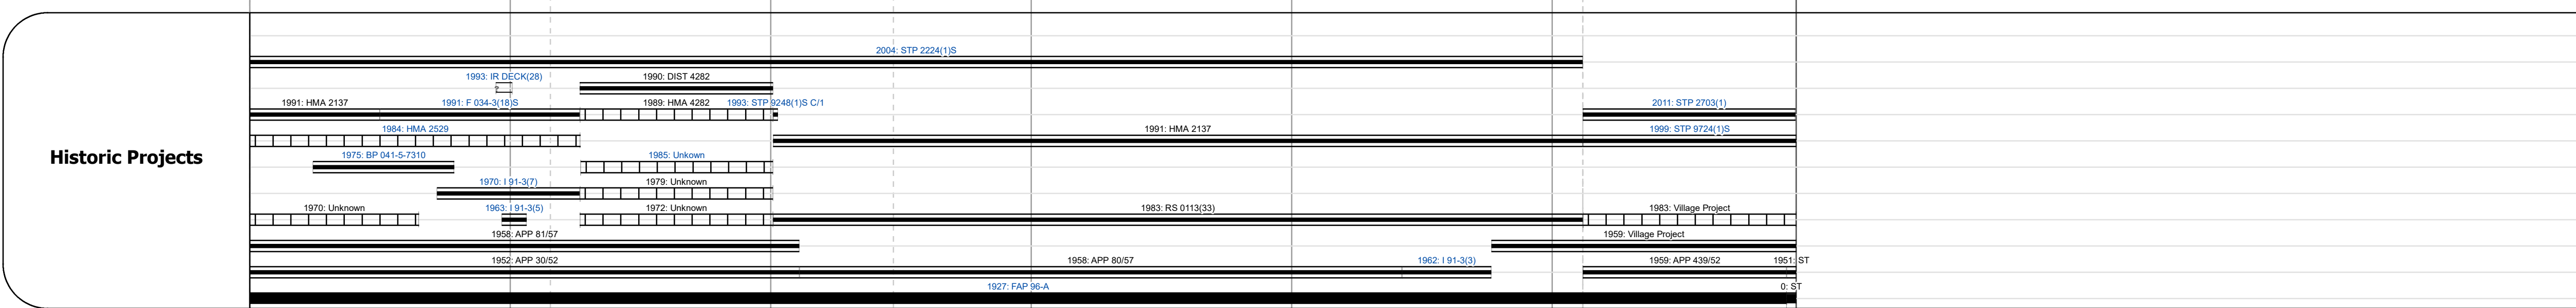 2004: STP 2224(1)S
1993: IR DECK(28) 1990: DIST 4282
1991: HMA 2137 1991: F 034-3(18)S 1989: HMA 4282 1993: STP 9248(1)S C/1 2011: STP 2703(1)
1984: HMA 2529 1991: HMA 2137 1999: STP 9724(1)S
Historic Projects
1975: BP 041-5-7310 1985: Unkown
1970: I 91-3(7) 1979: Unknown
1970: Unknown 1963: I 91-3(5) 1972: Unknown 1983: RS 0113(33) 1983: Village Project
1958: APP 81/57 1959: Village Project
1952: APP 30/52 1958: APP 80/57 1962: I 91-3(3) 1959: APP 439/52 1951: ST
1927: FAP 96-A 0: ST